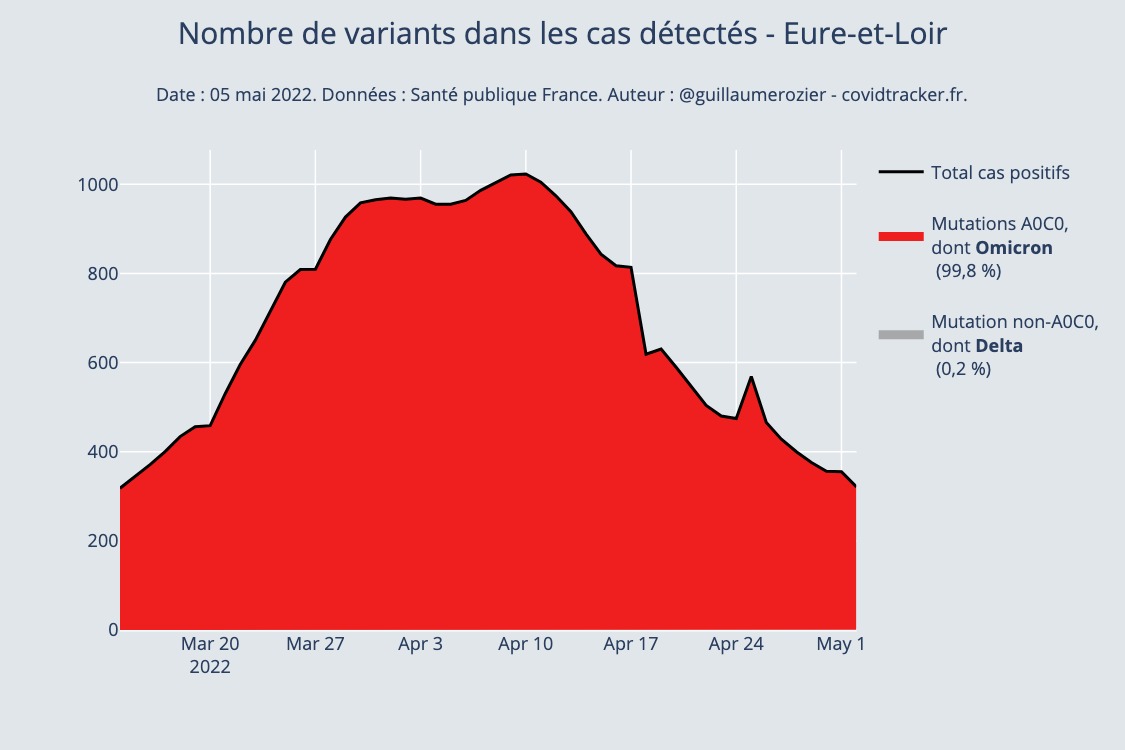 Nombre de variants dans les cas détectés - Eure-et-Loir
Date : 05 mai 2022. Données : Santé publique France. Auteur : @guillaumerozier - covidtracker.fr.
Total cas positifs
Mutations A0C0,
dont Omicron
(99,8 %)
Mutation non-A0C0,
dont Delta
(0,2 %)
1000
800
600
400
200
0
Mar 20
2022
Mar 27
Apr 3
Apr 10
Apr 17
Apr 24
May 1